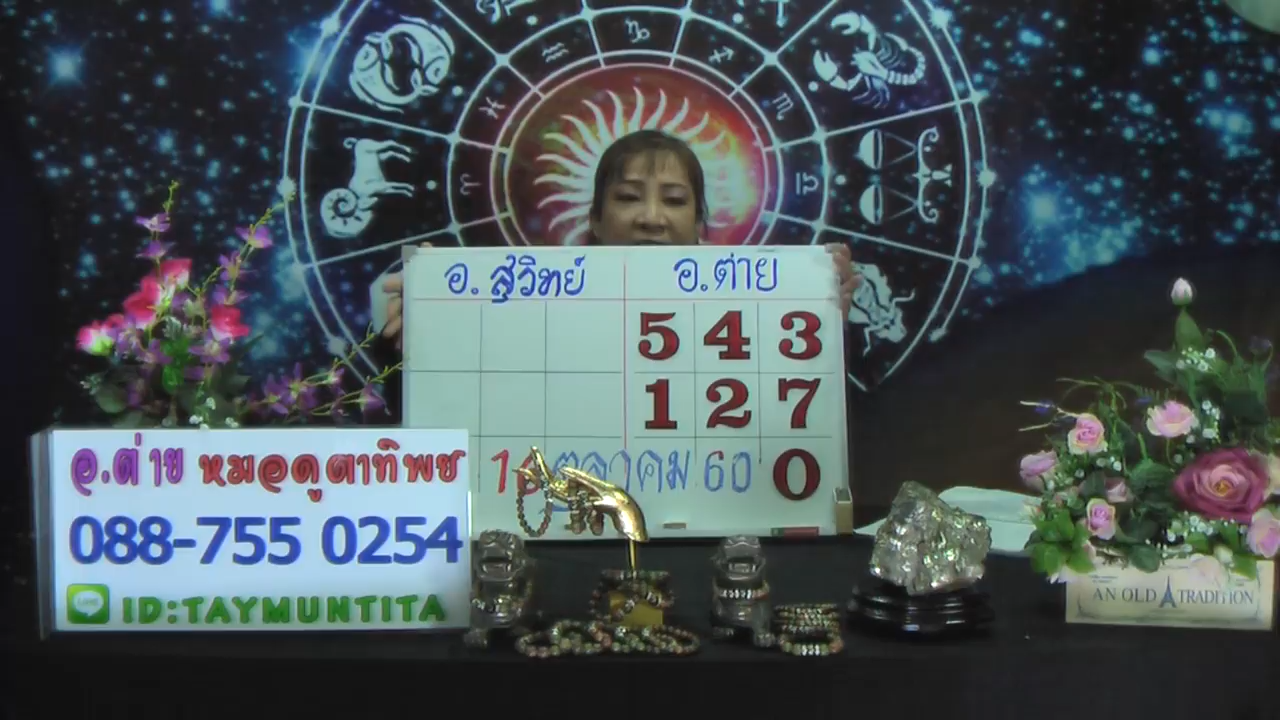 อ. สุวิทย์ อ.ต่าย
5 4 3
1 2 7
16 ตุลาคม 60 0
อ.ต่าย หมอดูตาทิพย์
088-755 0254
LINE ID:TAYMUNTITA
AN OLD TRADITION